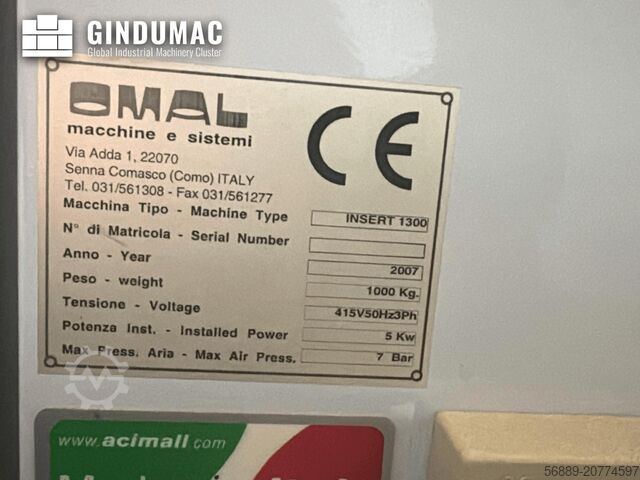 GINDUMAC
Global Industrial Machinery Cluster
OMAL
macchine e sistemi
Via Adda 1, 22070
Senna Comasco (Como) ITALY
Tel. 031/561308 - Fax 031/561277
CE
Macchina Tipo - Machine Type INSERT 1300
N° di Matricola - Serial Number
Anno - Year 2007
Peso - weight 1000 Kg.
Tensione - Voltage 415V50Hz3Ph
Potenza Inst. - Installed Power 5 Kw
Max Press. Aria - Max Air Press. 7 Bar
www.acimall.com
56889-20774597